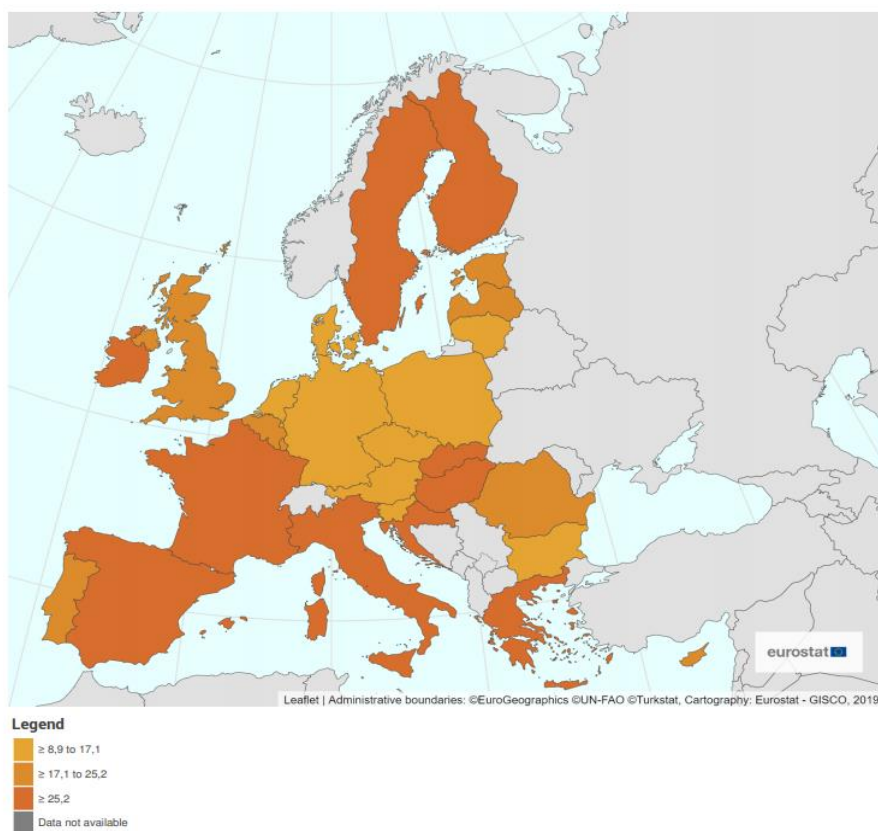 eurostat
Leaflet | Administrative boundaries: ©EuroGeographics ©UN-FAO ©Turkstat, Cartography: Eurostat - GISCO, 2019
Legend
≥ 8,9 to 17,1
≥ 17,1 to 25,2
≥ 25,2
Data not available